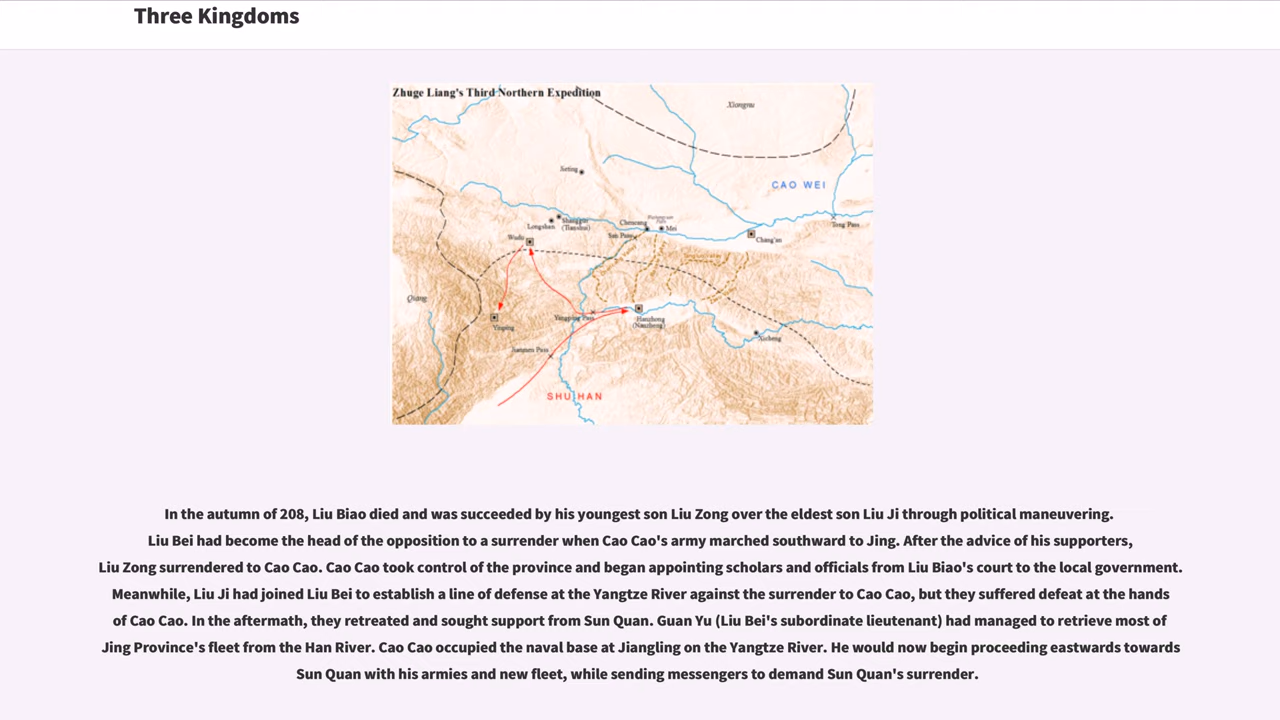 Three Kingdoms
Zhuge Liang's Third Northern Expedition
Xiongnu
CAO WEI
Jieting
Shanggui
(Tianshui)
Longshan
Chencang
Mei
San Pass
Tong Pass
Wudu
Chang'an
Qiang
Yinping
Yangping Pass
Hanzhong
(Nanzheng)
Xicheng
Jianmen Pass
SHU HAN
In the autumn of 208, Liu Biao died and was succeeded by his youngest son Liu Zong over the eldest son Liu Ji through political maneuvering.
Liu Bei had become the head of the opposition to a surrender when Cao Cao's army marched southward to Jing. After the advice of his supporters,
Liu Zong surrendered to Cao Cao. Cao Cao took control of the province and began appointing scholars and officials from Liu Biao's court to the local government.
Meanwhile, Liu Ji had joined Liu Bei to establish a line of defense at the Yangtze River against the surrender to Cao Cao, but they suffered defeat at the hands
of Cao Cao. In the aftermath, they retreated and sought support from Sun Quan. Guan Yu (Liu Bei's subordinate lieutenant) had managed to retrieve most of
Jing Province's fleet from the Han River. Cao Cao occupied the naval base at Jiangling on the Yangtze River. He would now begin proceeding eastwards towards
Sun Quan with his armies and new fleet, while sending messengers to demand Sun Quan's surrender.